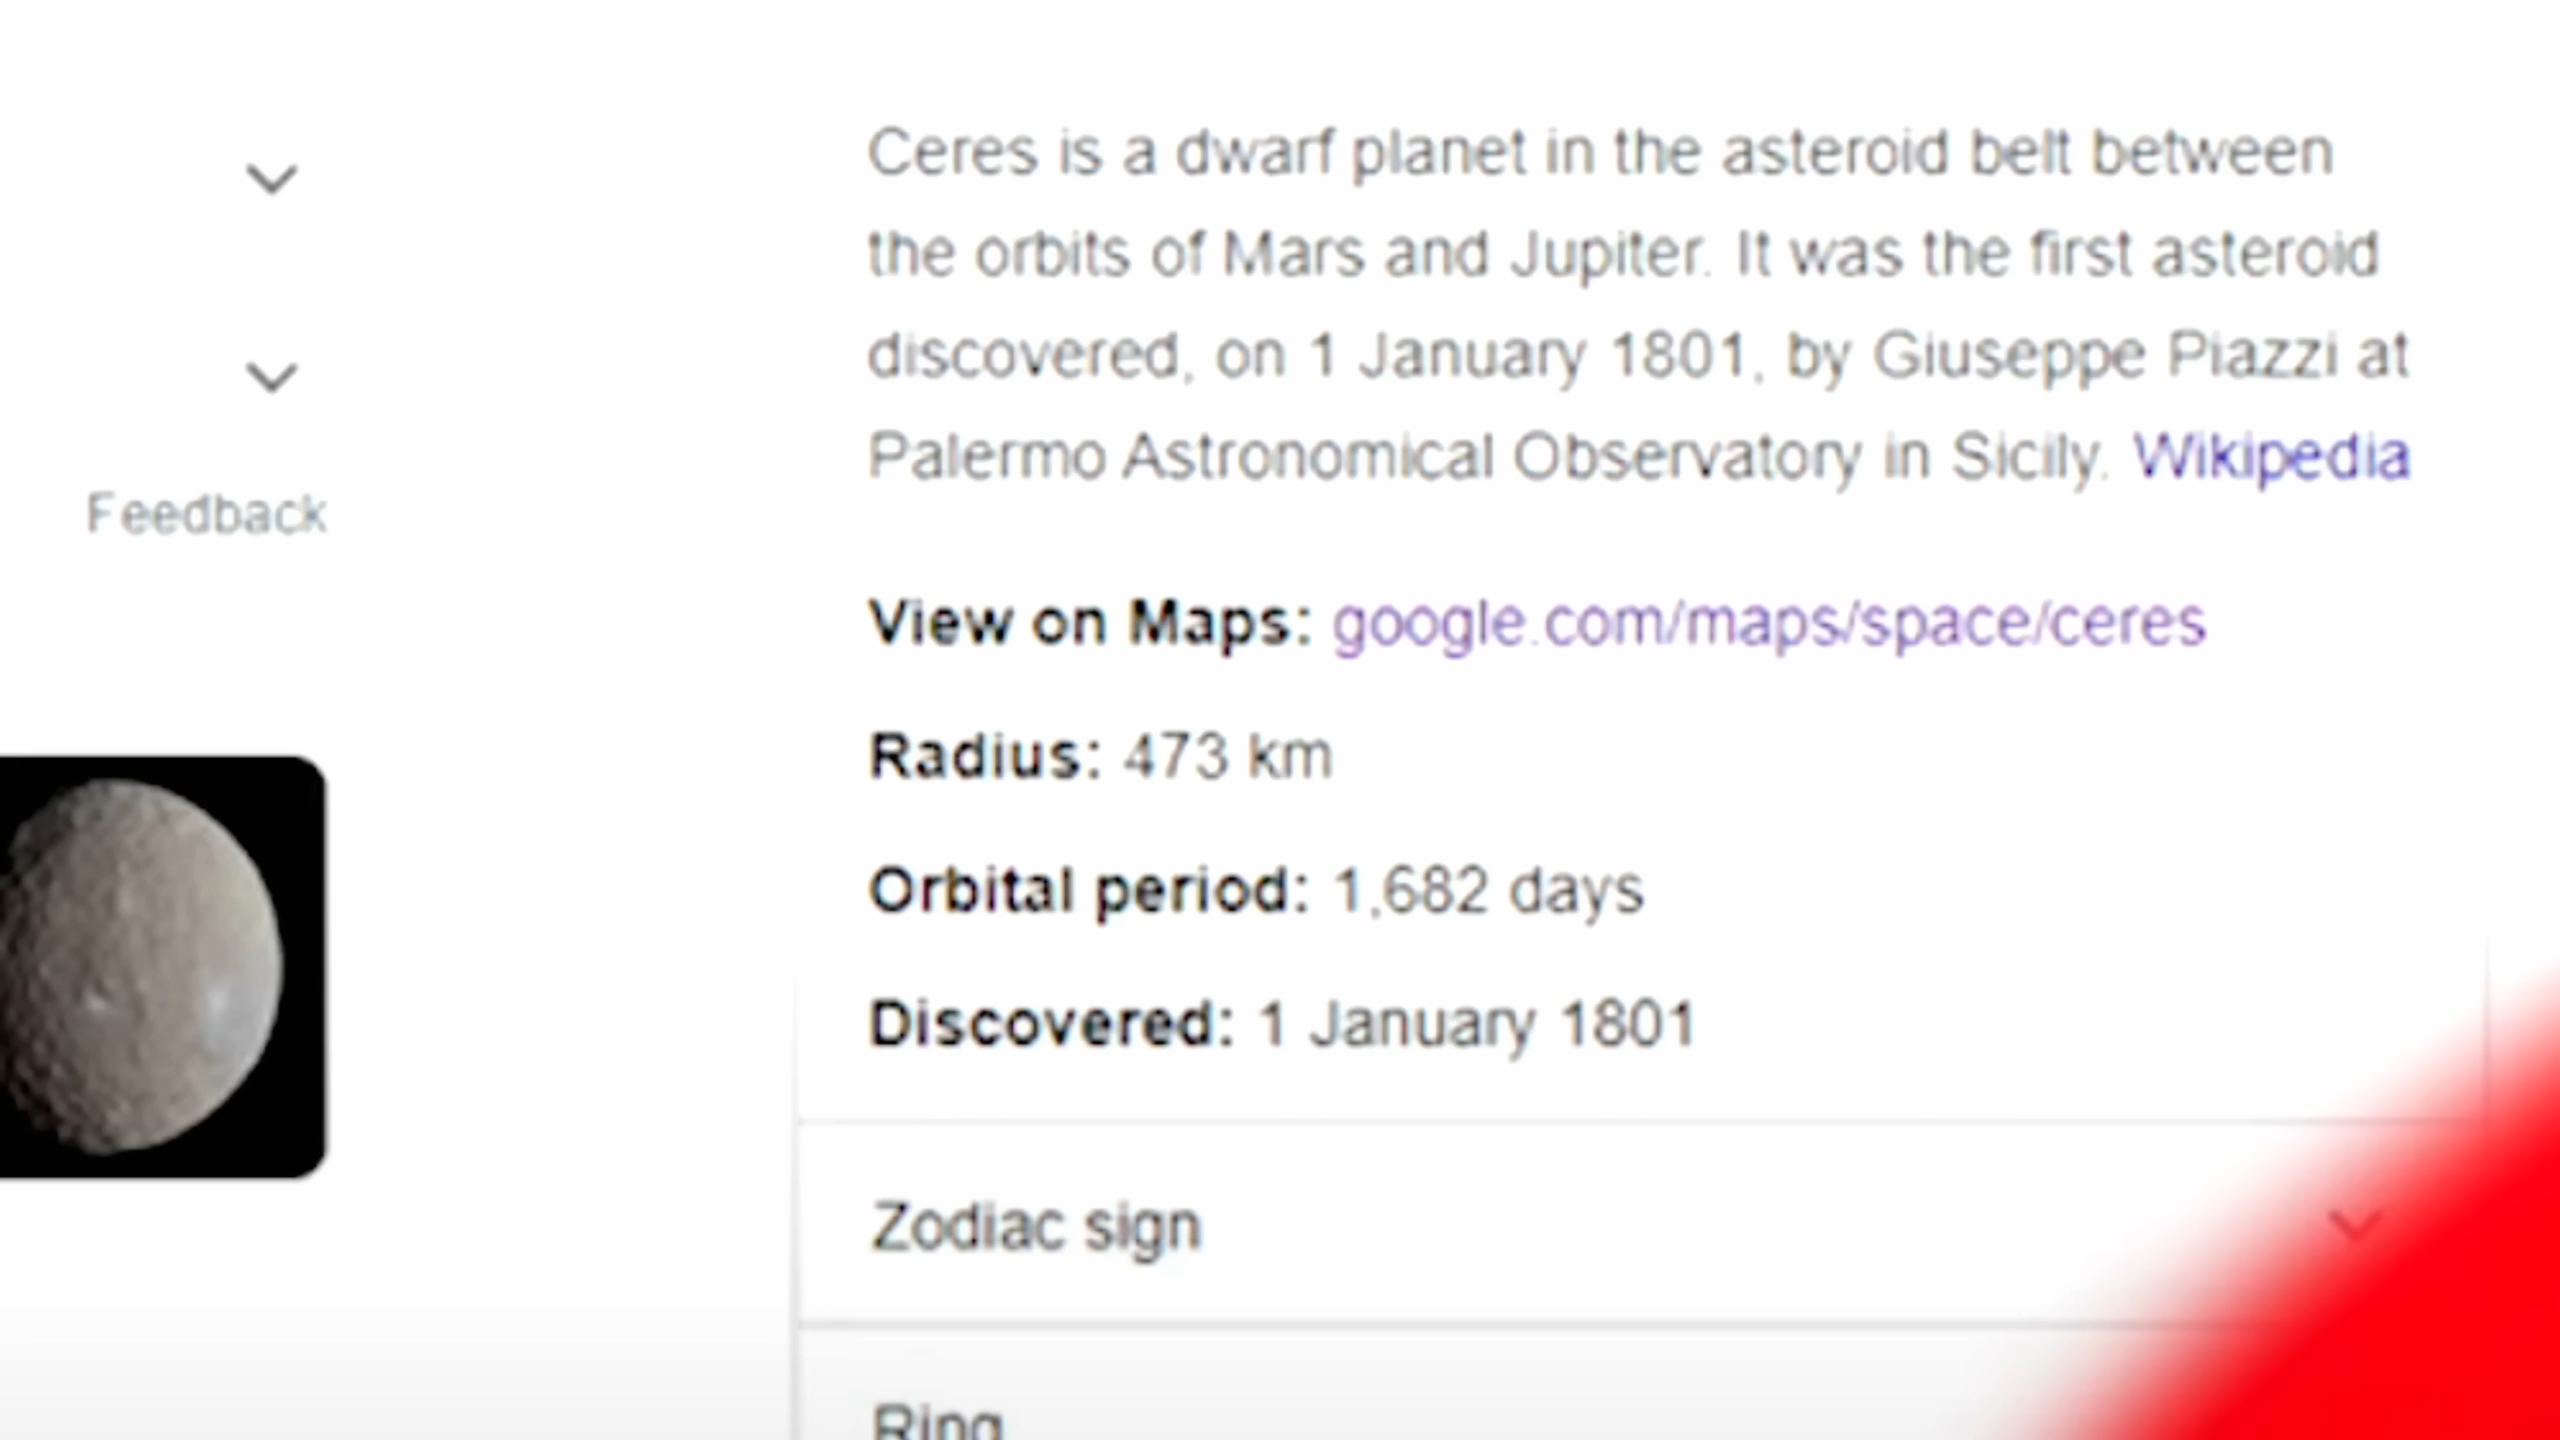 Ceres is a dwarf planet in the asteroid belt between
the orbits of Mars and Jupiter. It was the first asteroid
discovered, on 1 January 1801, by Giuseppe Piazzi at
Palermo Astronomical Observatory in Sicily. Wikipedia
Feedback
View on Maps: google.com/maps/space/ceres
Radius: 473 km
Orbital period: 1,682 days
Discovered: 1 January 1801
Zodiac sign
Ring